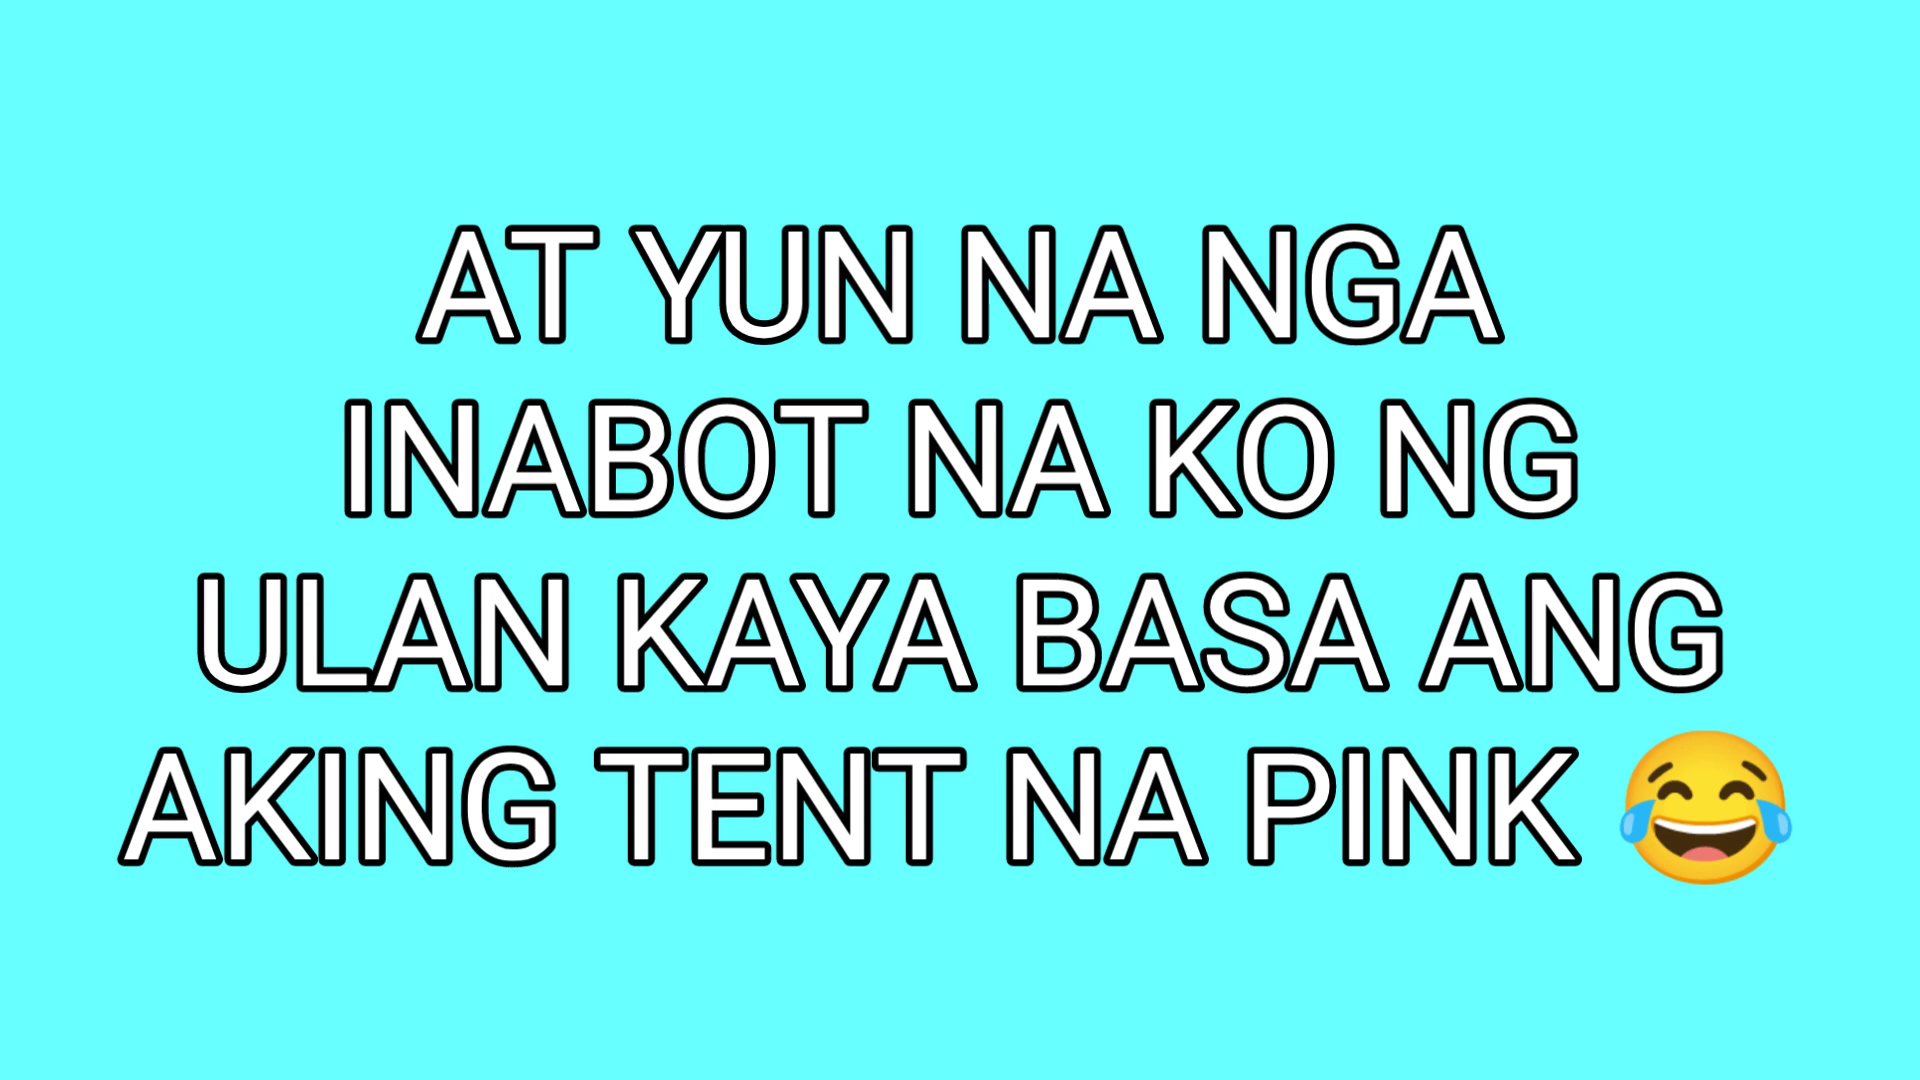 AT YUN NA NGA
INABOT NA KO NG
ULAN KAYA BASA ANG
AKING TENT NA PINK 😂